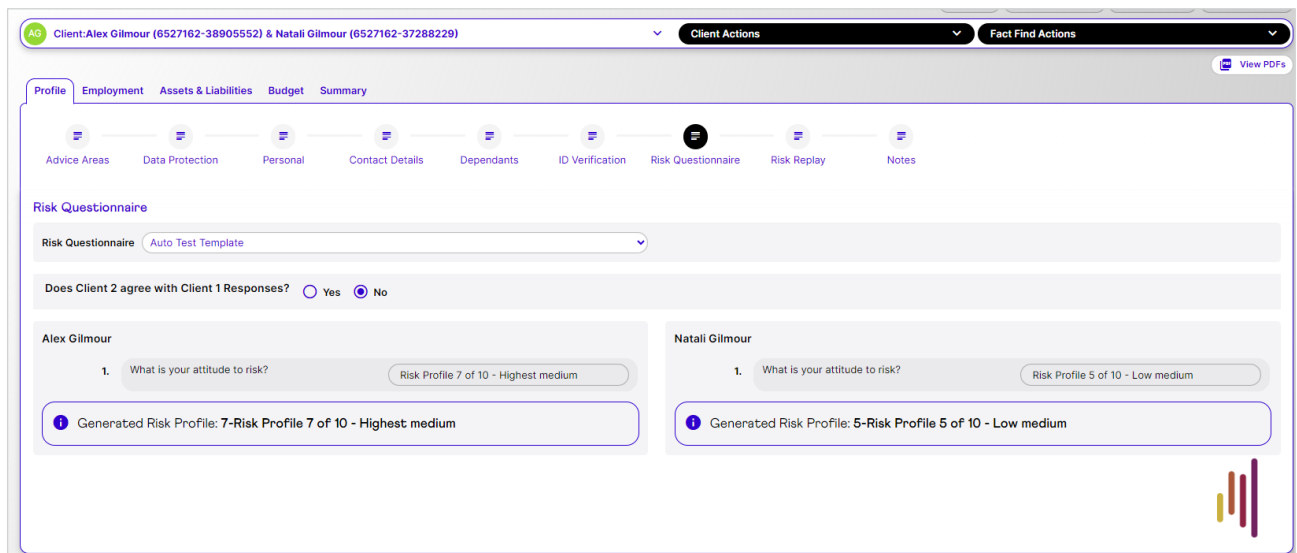 AG Client:Alex Gilmour (6527162-38905552) & Natali Gilmour (6527162-37288229) Client Actions Fact Find Actions
PDF View PDFs
Profile Employment Assets & Liabilities Budget Summary
Advice Areas Data Protection Personal Contact Details Dependants ID Verification Risk Questionnaire Risk Replay Notes
Risk Questionnaire
Risk Questionnaire Auto Test Template
Does Client 2 agree with Client 1 Responses? Yes No
Alex Gilmour
1. What is your attitude to risk? Risk Profile 7 of 10 - Highest medium
Generated Risk Profile: 7-Risk Profile 7 of 10 - Highest medium
Natali Gilmour
1. What is your attitude to risk? Risk Profile 5 of 10 - Low medium
Generated Risk Profile: 5-Risk Profile 5 of 10 - Low medium